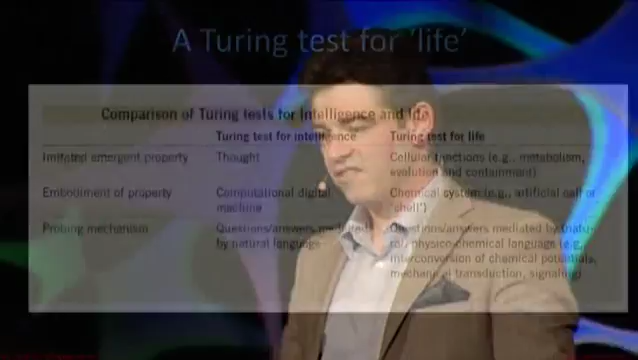 A Turing test for 'life'
Comparison of Turing tests for intelligence and life
Turing test for intelligence Turing test for life
Imitated emergent property Thought Cellular functions (e.g., metabolism,
evolution and containment)
Embodiment of property Computational digital Chemical system (e.g., artificial cell or
machine "chell")
Probing mechanism Questions/answers mediated Questions/answers mediated by (natu-
by natural language ral) physico-chemical language (e.g.,
interconversion of chemical potentials,
mechanical transduction, signaling)